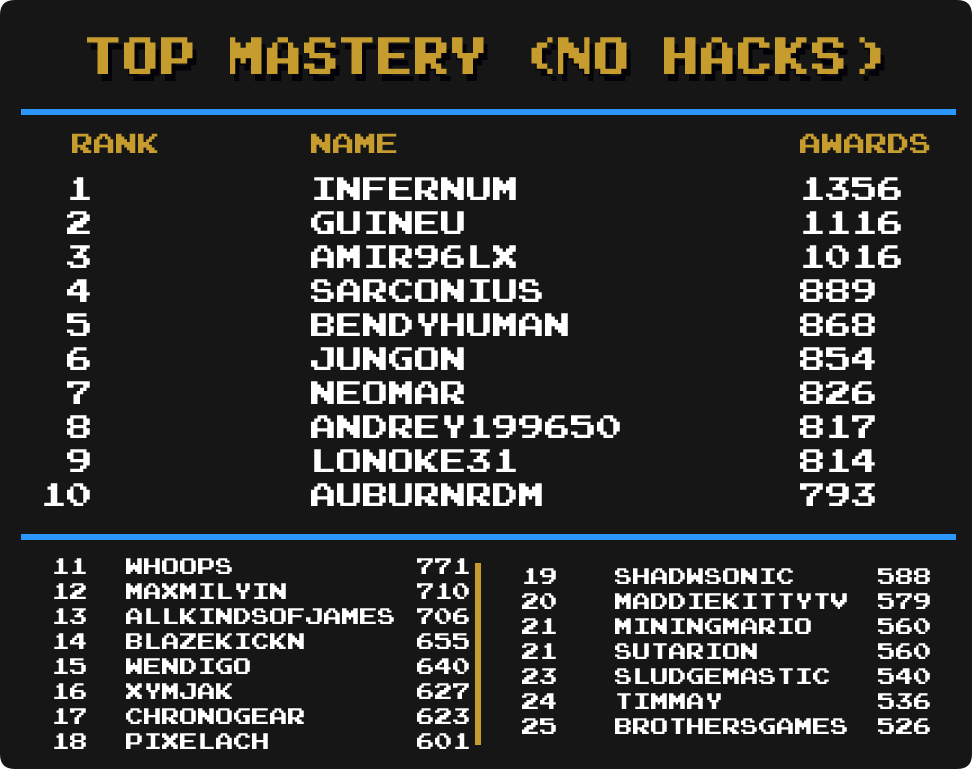 TOP MASTERY (NO HACKS)
RANK NAME AWARDS
1 INFERNUM 1356
2 GUINEU 1116
3 AMIR96LX 1016
4 SARCONIUS 889
5 BENDYHUMAN 868
6 JUNGON 854
7 NEOMAR 826
8 ANDREY199650 817
9 LONOKE31 814
10 AUBURNRDM 793
11 WHOOPS 771
12 MAXMILYIN 710
13 ALLKINDSOFJAMES 706
14 BLAZEKICKN 655
15 WENDIGO 640
16 XYMJAK 627
17 CHRONOGEAR 623
18 PIXELACH 601
19 SHADWSONIC 588
20 MADDIEKITTYTV 579
21 MININGMARIO 560
21 SUTARION 560
23 SLUDGEMASTIC 540
24 TIMMAY 536
25 BROTHERSGAMES 526